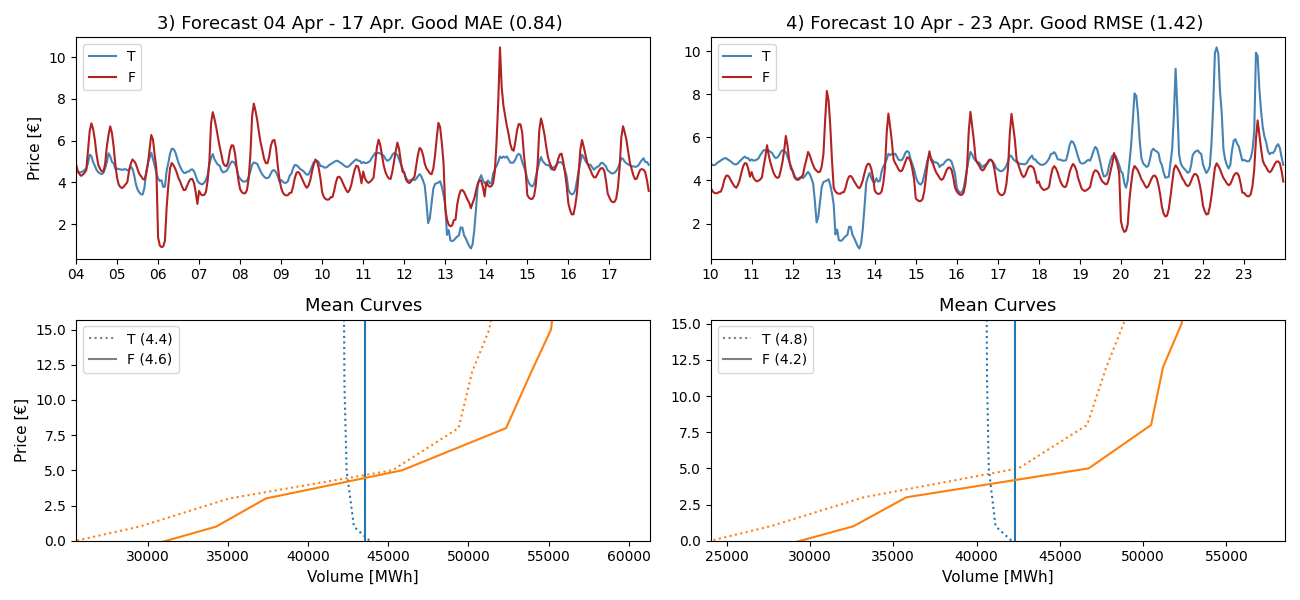 3) Forecast 04 Apr - 17 Apr. Good MAE (0.84)
Price [€]
10
8
6
4
2
T
F
04 05 06 07 08 09 10 11 12 13 14 15 16 17
4) Forecast 10 Apr - 23 Apr. Good RMSE (1.42)
10
8
6
4
2
T
F
10 11 12 13 14 15 16 17 18 19 20 21 22 23
Mean Curves
Price [€]
15.0
12.5
10.0
7.5
5.0
2.5
0.0
T (4.4)
F (4.6)
30000 35000 40000 45000 50000 55000 60000
Volume [MWh]
Mean Curves
15.0
12.5
10.0
7.5
5.0
2.5
0.0
T (4.8)
F (4.2)
25000 30000 35000 40000 45000 50000 55000
Volume [MWh]